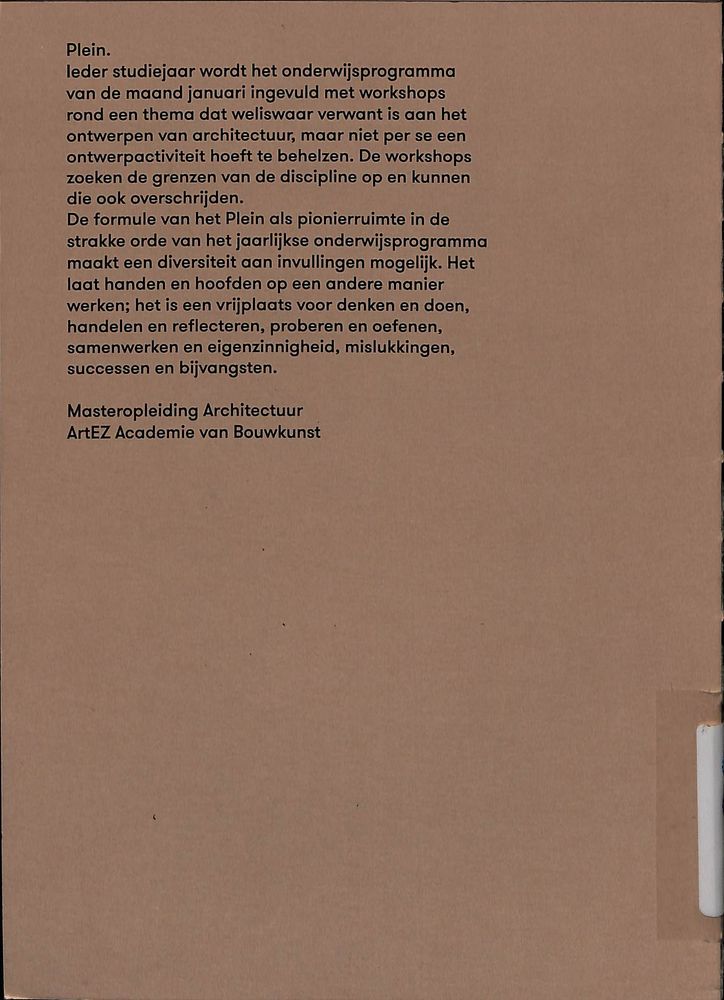 Plein.
Ieder studiejaar wordt het onderwijsprogramma
van de maand januari ingevuld met workshops
rond een thema dat weliswaar verwant is aan het
ontwerpen van architectuur, maar niet per se een
ontwerpactiviteit hoeft te behelzen. De workshops
zoeken de grenzen van de discipline op en kunnen
die ook overschrijden.
De formule van het Plein als pionierruimte in de
strakke orde van het jaarlijkse onderwijsprogramma
maakt een diversiteit aan invullingen mogelijk. Het
laat handen en hoofden op een andere manier
werken; het is een vrijplaats voor denken en doen,
handelen en reflecteren, proberen en oefenen,
samenwerken en eigenzinnigheid, mislukkingen,
successen en bijvangsten.
Masteropleiding Architectuur
ArtEZ Academie van Bouwkunst